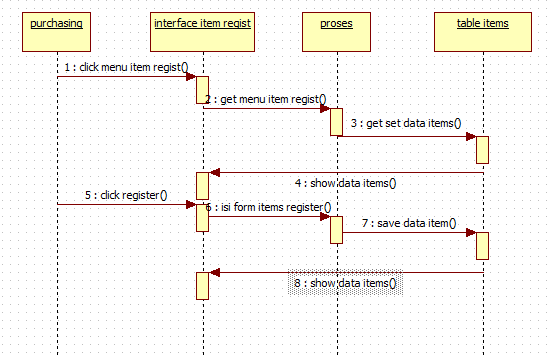 purchasing
interface item regist
proses
table items
1 : click menu item regist()
2 : get menu item regist()
3 : get set data items()
4 : show data items()
5 : click register()
6 : isi form items register()
7 : save data item()
8 : show data items()